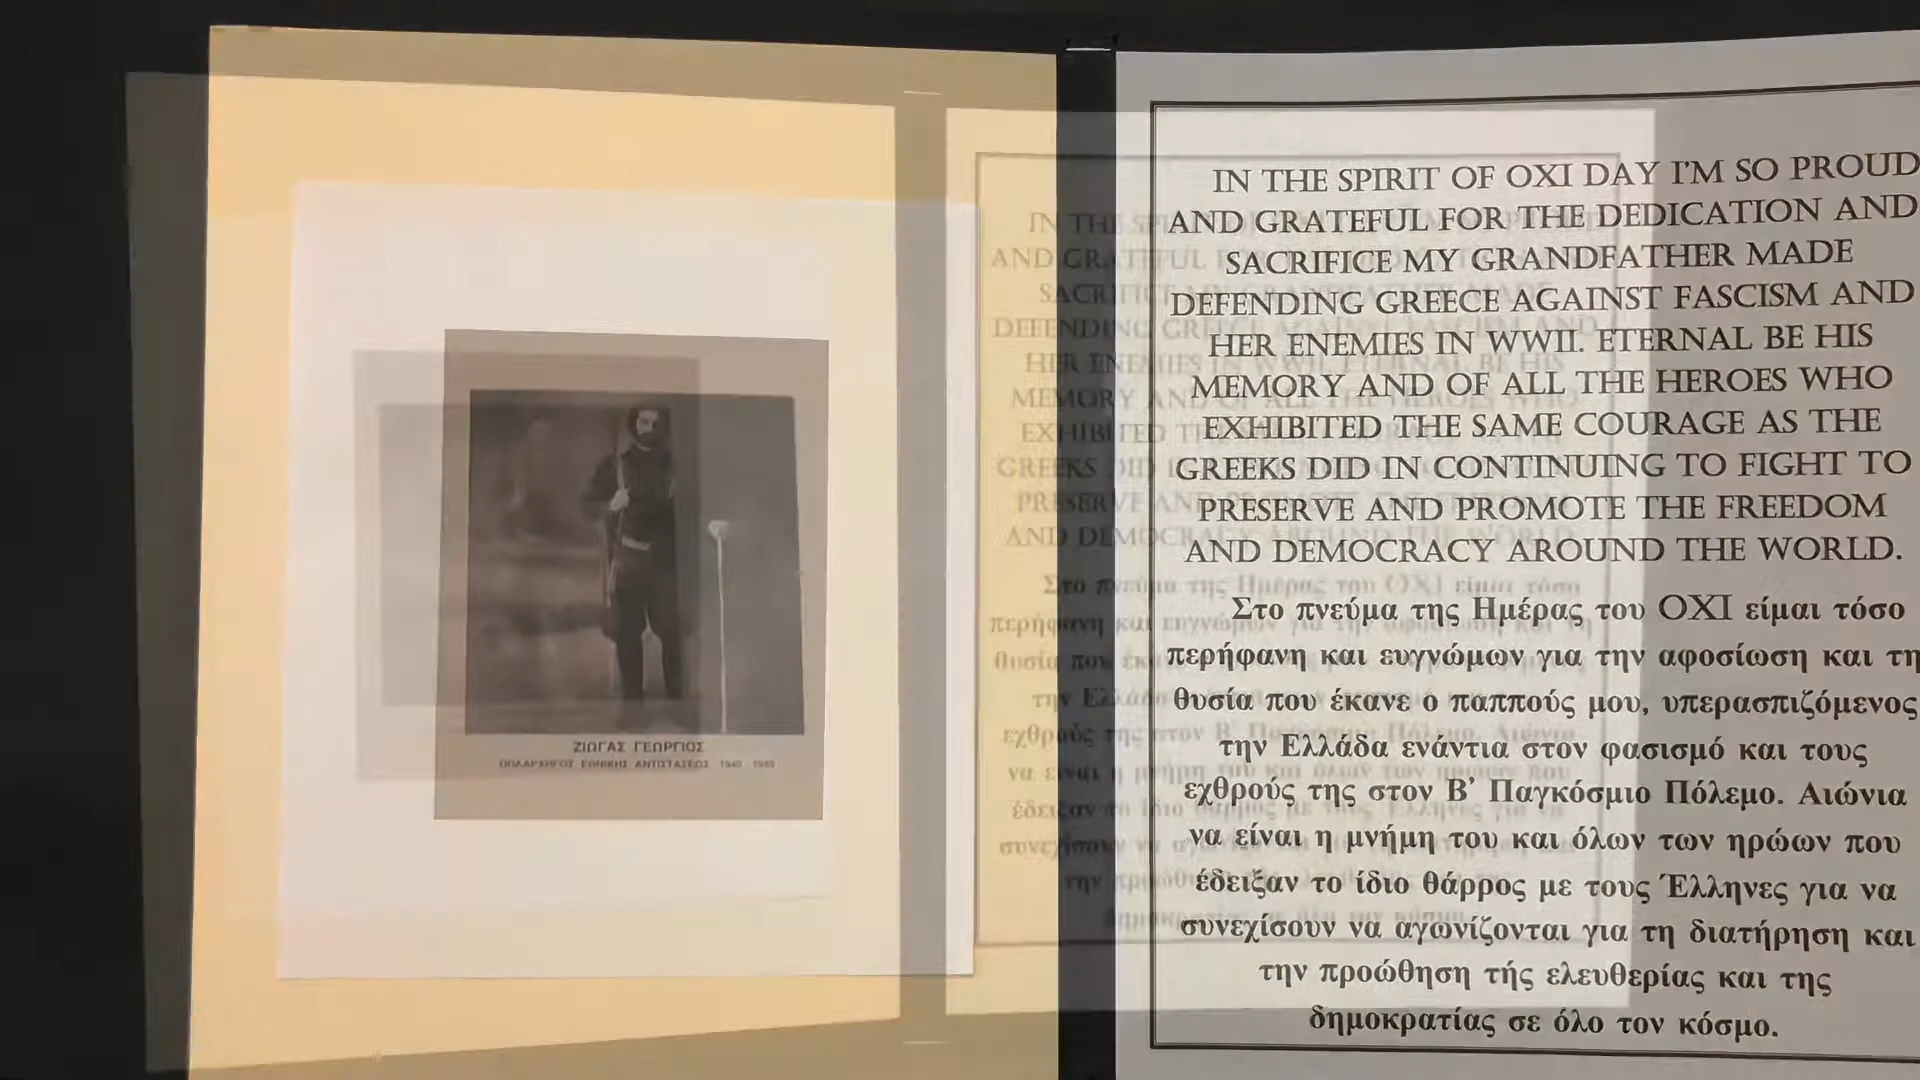 ΖΙΩΓΑΣ ΓΕΩΡΓΙΟΣ
ΟΠΛΑΡΧΗΓΟΣ ΕΘΝΙΚΗΣ ΑΝΤΙΣΤΑΣΕΩΣ 1940
IN THE SPIRIT OF OXI DAY I'M SO PROUD
AND GRATEFUL FOR THE DEDICATION AND
SACRIFICE MY GRANDFATHER MADE
DEFENDING GREECE AGAINST FASCISM AND
HER ENEMIES IN WWII. ETERNAL BE HIS
MEMORY AND OF ALL THE HEROES WHO
EXHIBITED THE SAME COURAGE AS THE
GREEKS DID IN CONTINUING TO FIGHT TO
PRESERVE AND PROMOTE THE FREEDOM
AND DEMOCRACY AROUND THE WORLD.
Στο πνεύμα της Ημέρας του ΟΧΙ είμαι τόσο
περήφανη και ευγνώμων για την αφοσίωση και τη
θυσία που έκανε ο παππούς μου, υπερασπιζόμενος
την Ελλάδα ενάντια στον φασισμό και τους
εχθρούς της στον Β' Παγκόσμιο Πόλεμο. Αιώνια
να είναι η μνήμη του και όλων των ηρώων που
έδειξαν το ίδιο θάρρος με τους Έλληνες για να
συνεχίσουν να αγωνίζονται για τη διατήρηση και
την προώθηση τής ελευθερίας και της
δημοκρατίας σε όλο τον κόσμο.